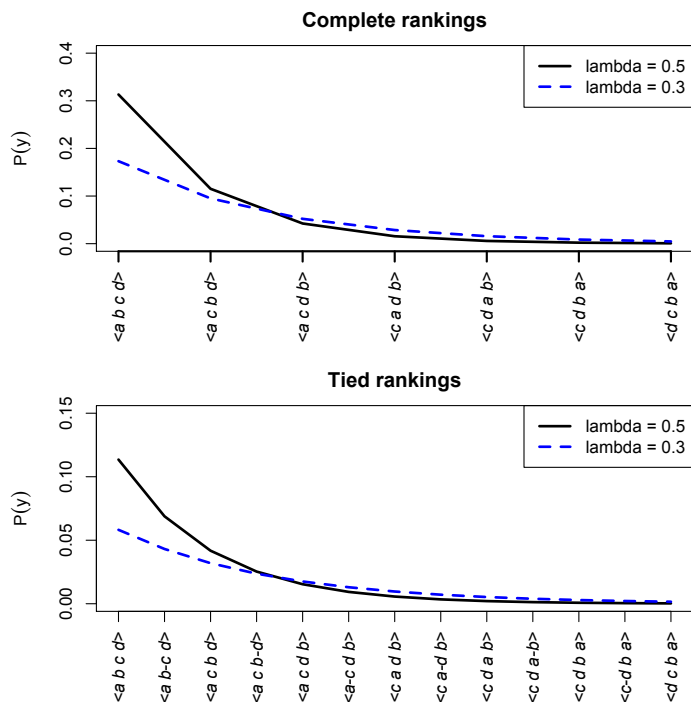 Complete rankings
lambda = 0.5
lambda = 0.3
P(y)
0.4
0.3
0.2
0.1
0.0
<a b c d>
<a c b d>
<a c d b>
<c a d b>
<c d a b>
<c d b a>
<d c b a>
Tied rankings
lambda = 0.5
lambda = 0.3
P(y)
0.15
0.10
0.05
0.00
<a b c d>
<a b-c d>
<a c b d>
<a c b-d>
<a c d b>
<a-c d b>
<c a d b>
<c a-d b>
<c d a b>
<c d a-b>
<c d b a>
<c-d b a>
<d c b a>